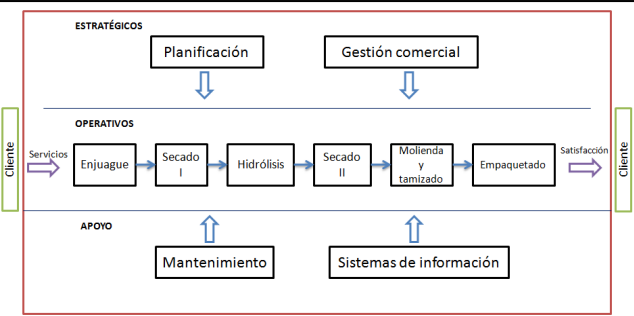 ESTRATÉGICOS
Planificación
Gestión comercial
OPERATIVOS
Cliente
Servicios
Enjuague
Secado
I
Hidrólisis
Secado
II
Molienda
y
tamizado
Empaquetado
Satisfacción
Cliente
APOYO
Mantenimiento
Sistemas de información